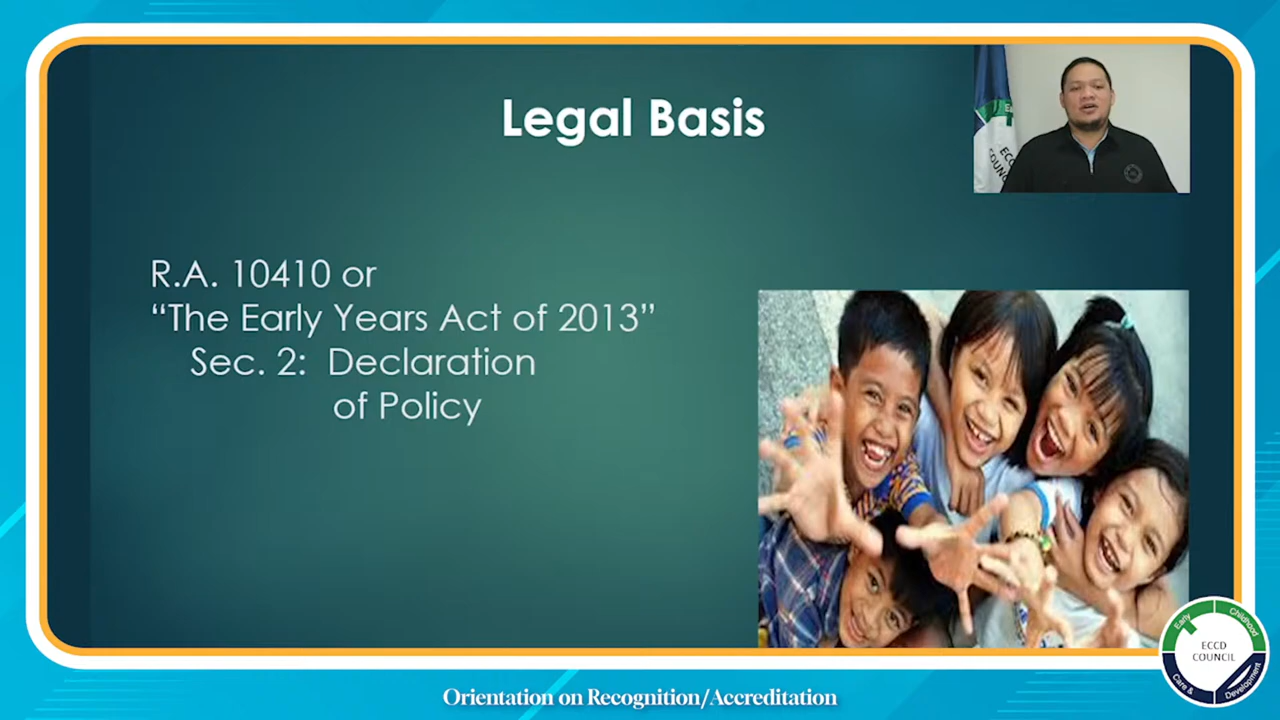 Legal Basis
R.A. 10410 or
“The Early Years Act of 2013”
Sec. 2: Declaration
of Policy
ECCD
COUNCIL
Early
Childhood
Care &
Development
Orientation on Recognition/Accreditation